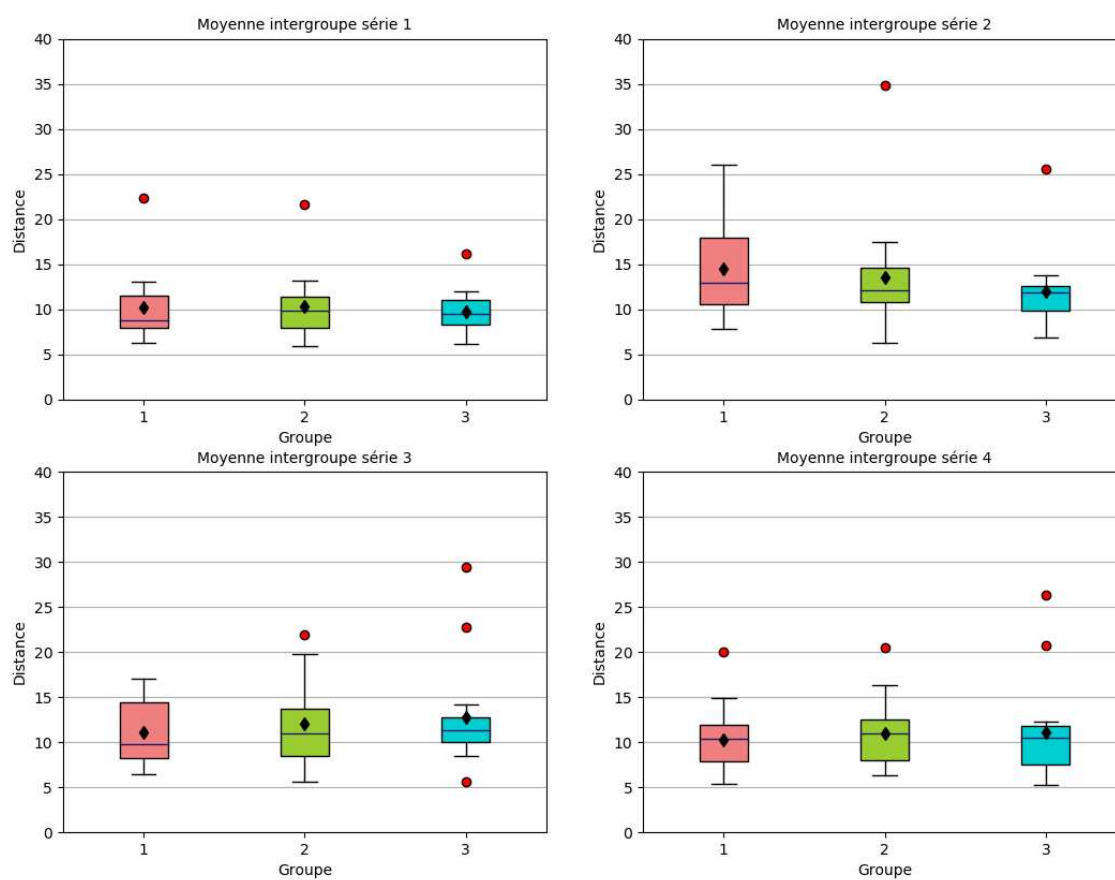 Moyenne intergroupe série 1
40
35
30
25
20
15
10
5
0
Distance
1 2 3
Groupe
Moyenne intergroupe série 2
40
35
30
25
20
15
10
5
0
Distance
1 2 3
Groupe
Moyenne intergroupe série 3
40
35
30
25
20
15
10
5
0
Distance
1 2 3
Groupe
Moyenne intergroupe série 4
40
35
30
25
20
15
10
5
0
Distance
1 2 3
Groupe